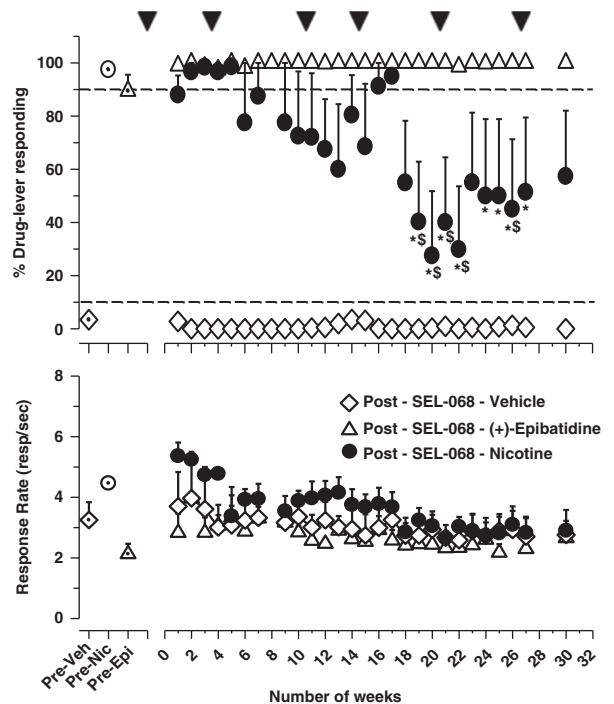 % Drug-lever responding
100
80
60
40
20
0
*$
*$
*$
*$
*
*
*$
*
Response Rate (resp/sec)
8
6
4
2
0
Post - SEL-068 - Vehicle
Post - SEL-068 - (+)-Epibatidine
Post - SEL-068 - Nicotine
Pre-Veh
Pre-Nic
Pre-Epi
0 2 4 6 8 10 12 14 16 18 20 22 24 26 28 30 32
Number of weeks